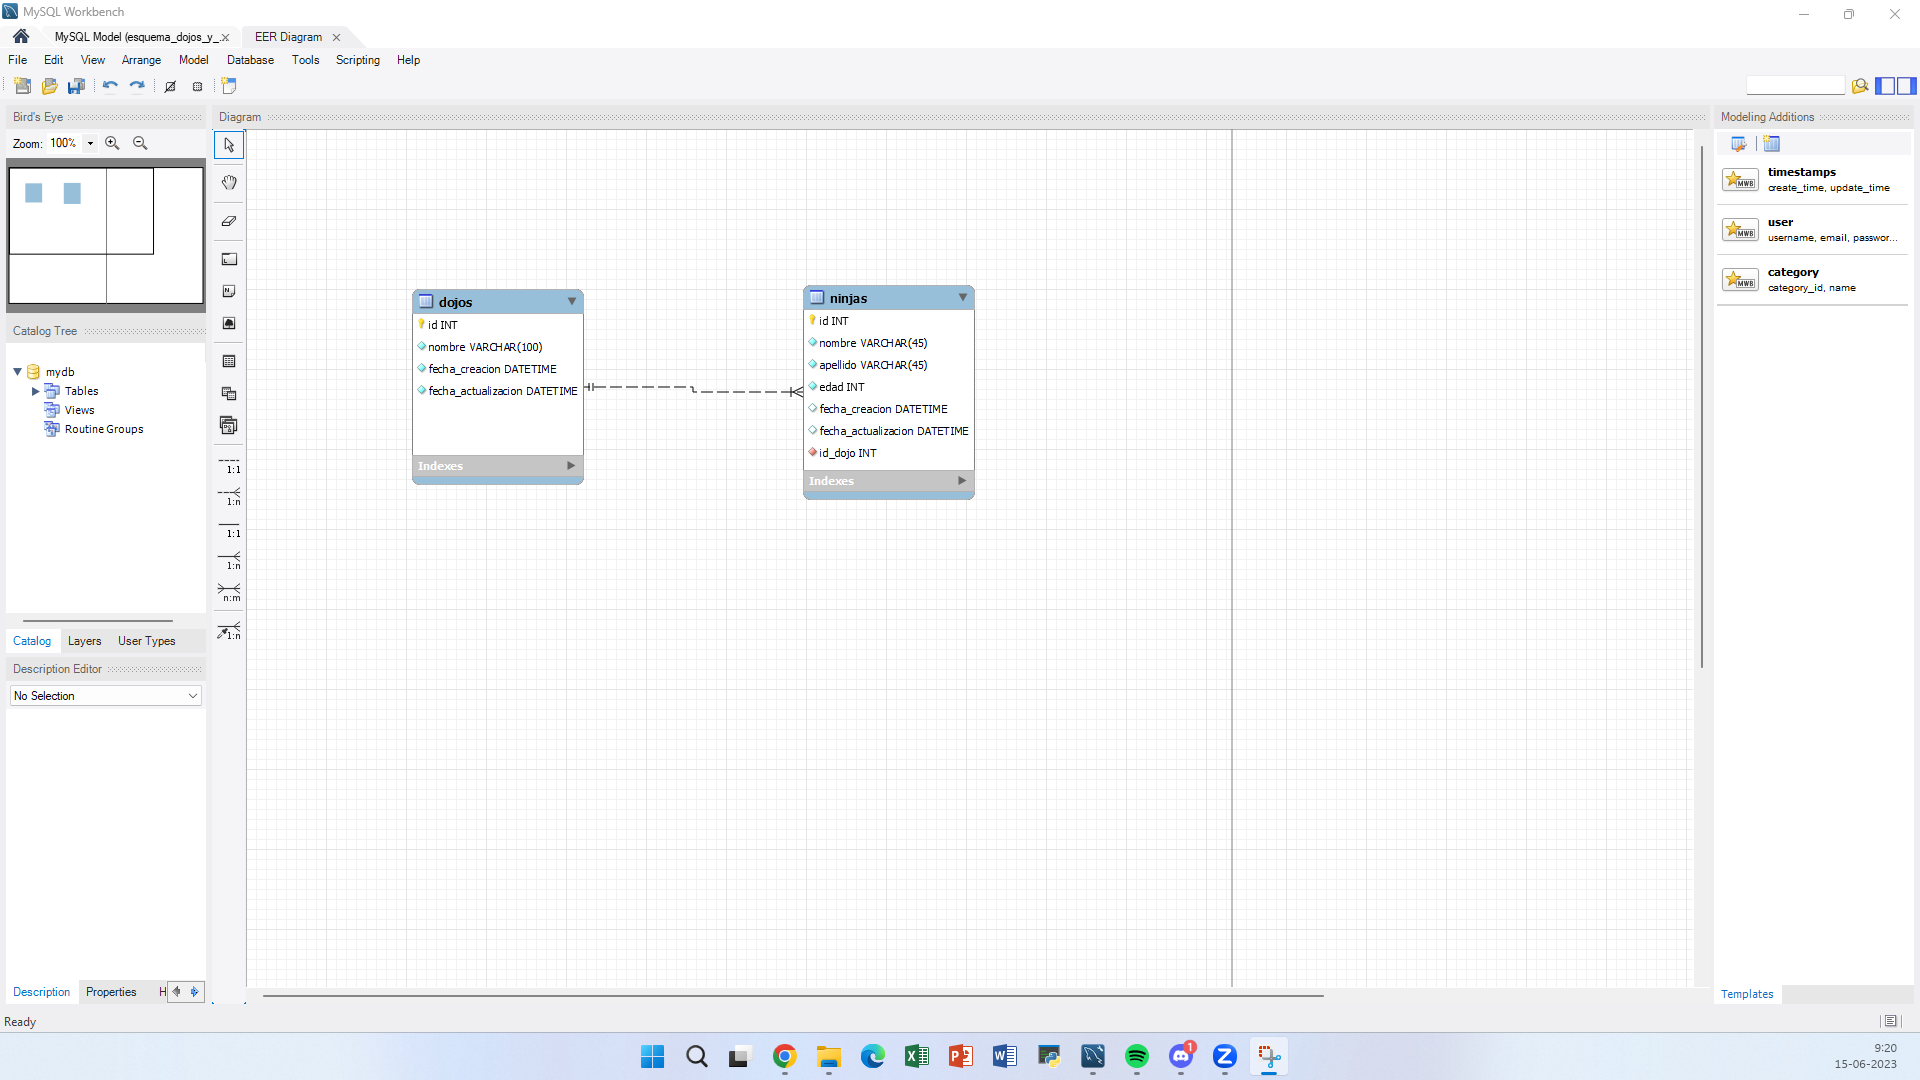 MySQL Workbench
MySQL Model (esquema_dojos_y_...
EER Diagram
File Edit View Arrange Model Database Tools Scripting Help
Bird's Eye
Zoom: 100%
Diagram
Modeling Additions
timestamps
create_time, update_time
user
username, email, passwor...
category
category_id, name
Catalog Tree
mydb
Tables
Views
Routine Groups
dojos
id INT
nombre VARCHAR(100)
fecha_creacion DATETIME
fecha_actualizacion DATETIME
Indexes
ninjas
id INT
nombre VARCHAR(45)
apellido VARCHAR(45)
edad INT
fecha_creacion DATETIME
fecha_actualizacion DATETIME
id_dojo INT
Indexes
1:1
1:n
1:1
1:n
n:m
1:n
Catalog Layers User Types
Description Editor
No Selection
Description Properties H
Templates
Ready
1
9:20
15-06-2023